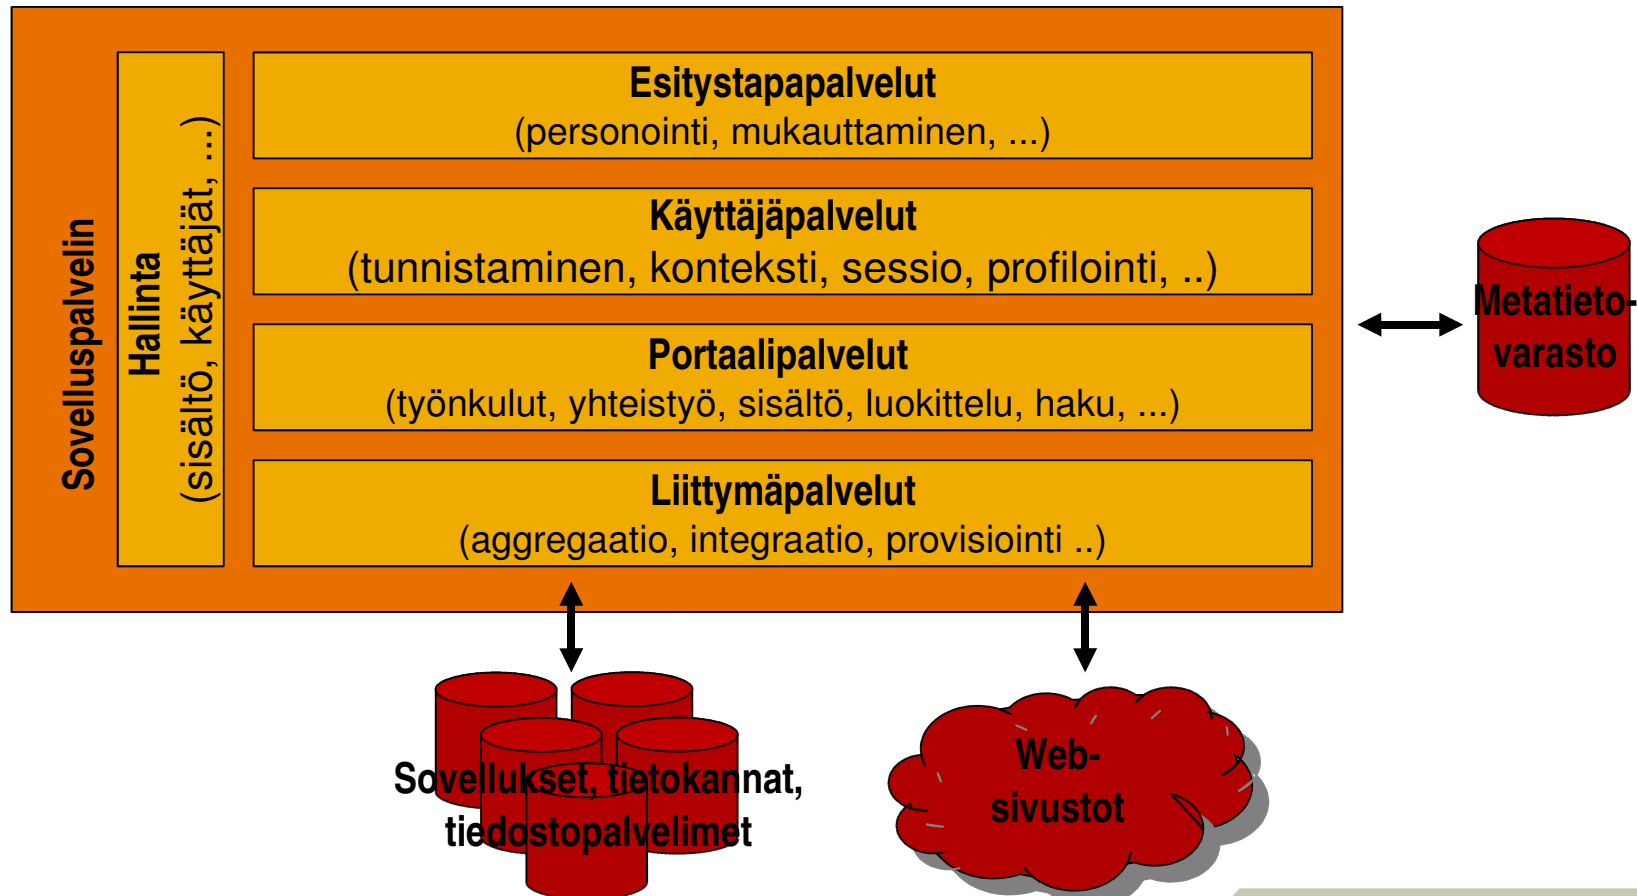 Sovelluspalvelin
Hallinta
(sisältö, käyttäjät, ...)
Esitystapapalvelut
(personointi, mukauttaminen, ...)
Käyttäjäpalvelut
(tunnistaminen, konteksti, sessio, profilointi, ..)
Portaalipalvelut
(työnkulut, yhteistyö, sisältö, luokittelu, haku, ...)
Liittymäpalvelut
(aggregaatio, integraatio, provisiointi ..)
Metatieto-
varasto
Sovellukset, tietokannat,
tiedostopalvelimet
Web-
sivustot